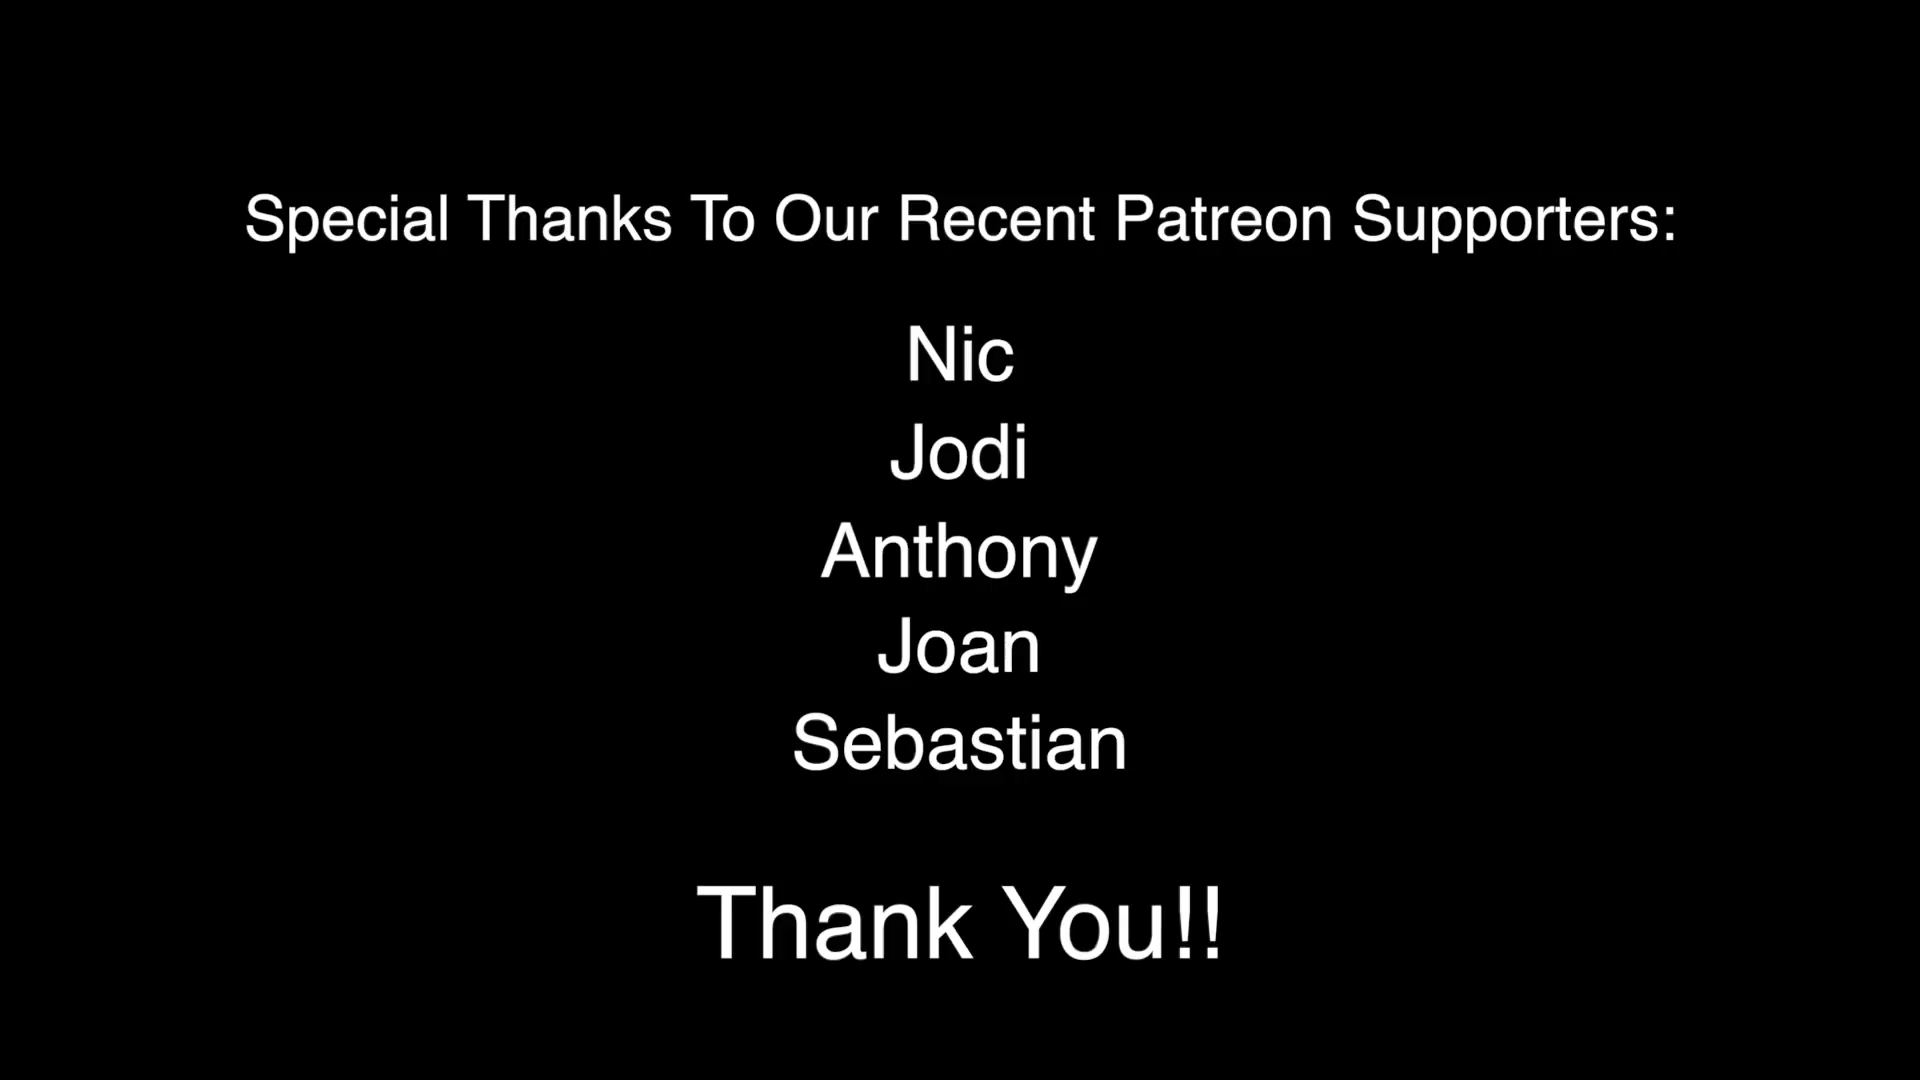 Special Thanks To Our Recent Patreon Supporters:
Nic
Jodi
Anthony
Joan
Sebastian
Thank You!!